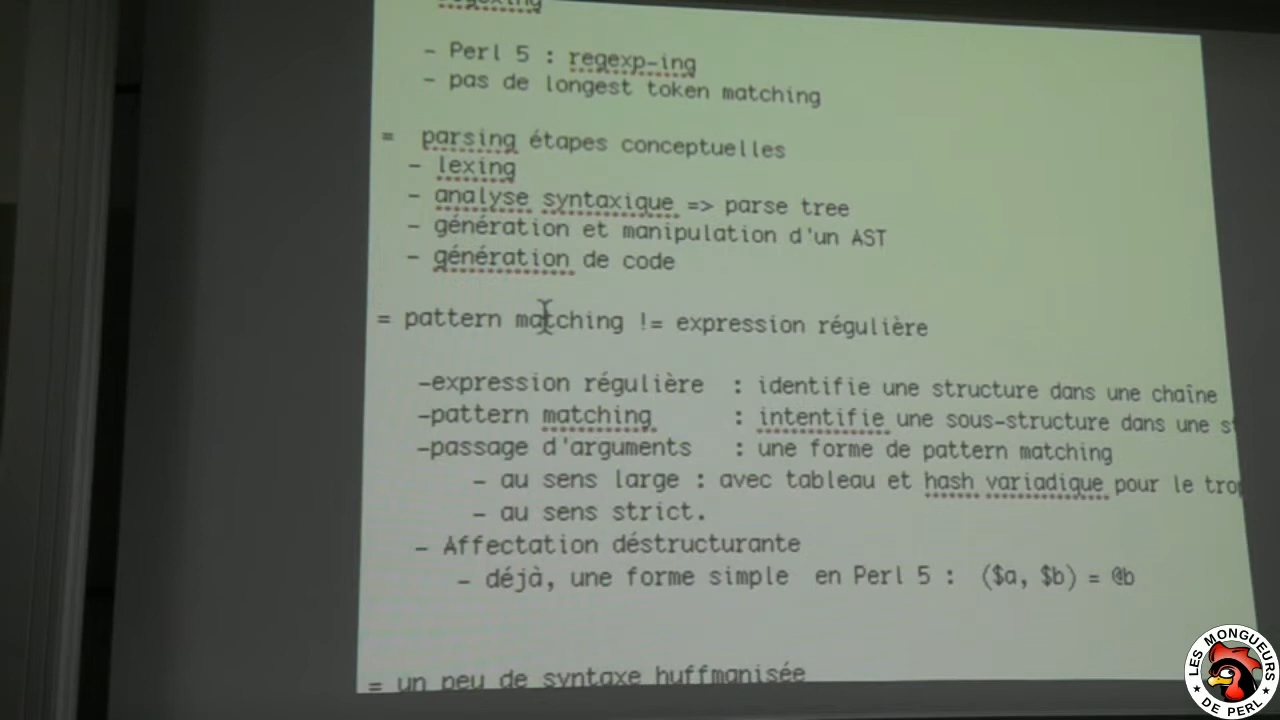 - Perl 5 : regexp-ing
- pas de longest token matching
= parsing étapes conceptuelles
- lexing
- analyse syntaxique => parse tree
- génération et manipulation d'un AST
- génération de code
= pattern matching != expression régulière
-expression régulière : identifie une structure dans une chaîne
-pattern matching : intentifie une sous-structure dans une
-passage d'arguments : une forme de pattern matching
- au sens large : avec tableau et hash variadique pour le
- au sens strict.
- Affectation déstructurante
- déjà, une forme simple en Perl 5 : ($a, $b) = @b
= un peu de syntaxe huffmanisée
LES MONGUEURS
★ DE PERL ★